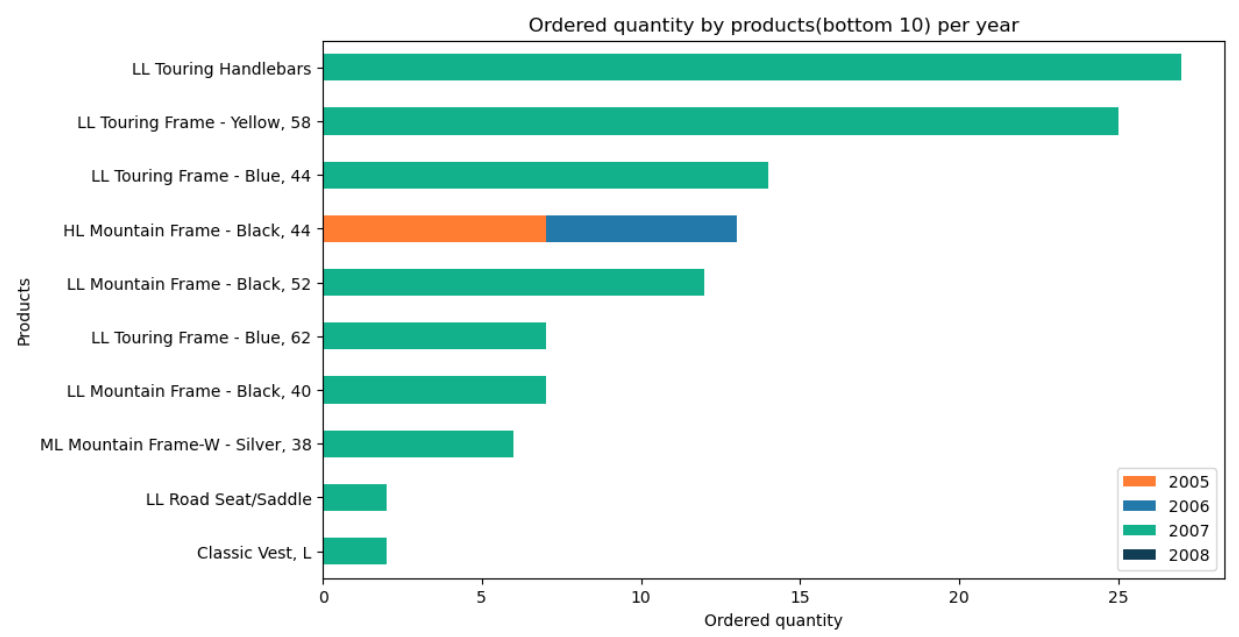 Ordered quantity by products(bottom 10) per year
Products
LL Touring Handlebars
LL Touring Frame - Yellow, 58
LL Touring Frame - Blue, 44
HL Mountain Frame - Black, 44
LL Mountain Frame - Black, 52
LL Touring Frame - Blue, 62
LL Mountain Frame - Black, 40
ML Mountain Frame-W - Silver, 38
LL Road Seat/Saddle
Classic Vest, L
2005
2006
2007
2008
0 5 10 15 20 25
Ordered quantity